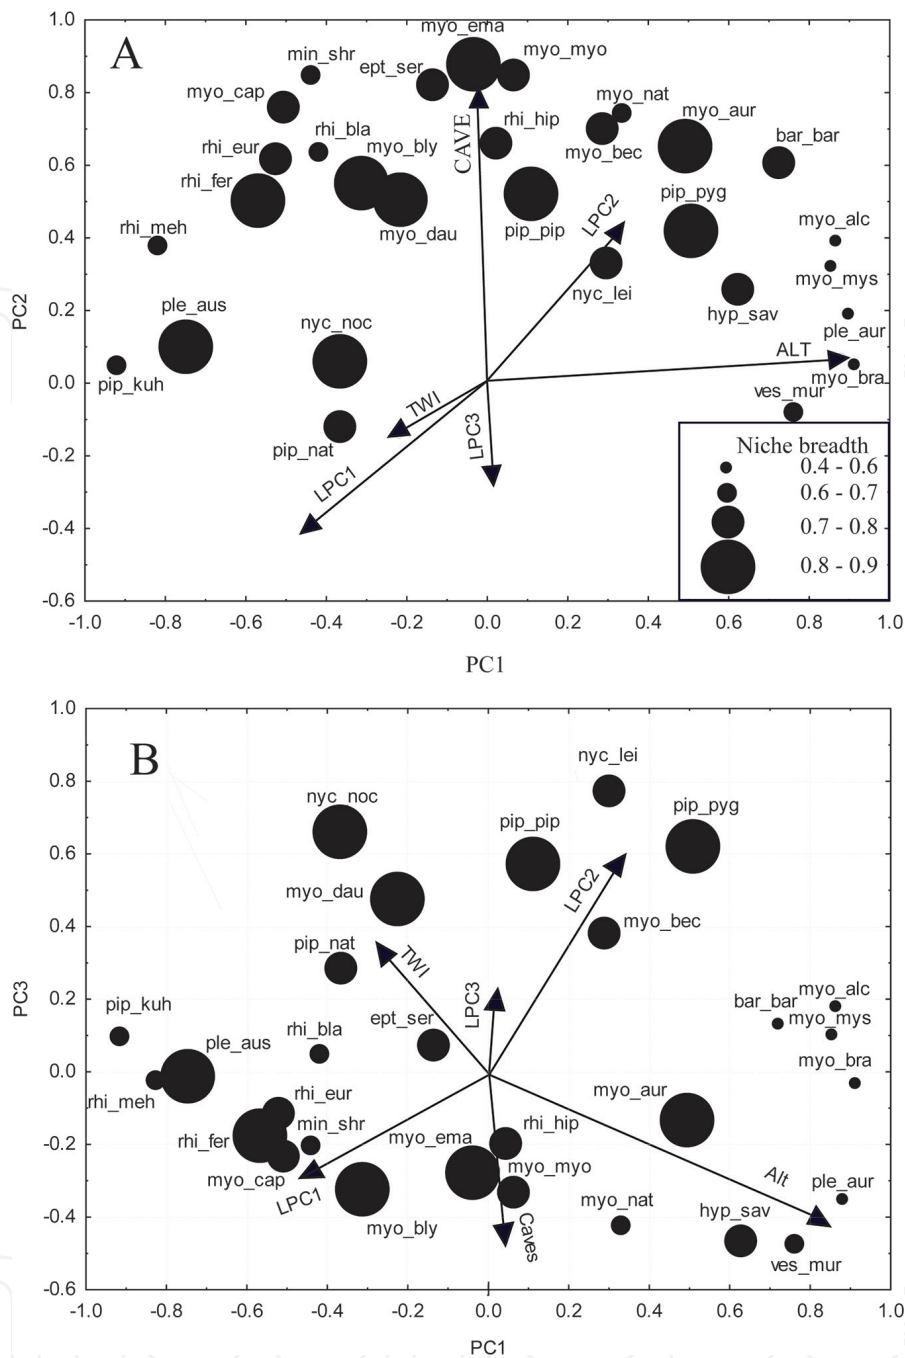 A
PC2
1.0
0.8
0.6
0.4
0.2
0.0
-0.2
-0.4
-0.6
myo_ema
min_shr
ept_ser
myo_myo
myo_cap
myo_nat
myo_aur
rhi_hip
rhi_bla
bar_bar
rhi_eur
myo_bly
CAVE
myo_bec
rhi_fer
pip_pyg
LPC2
rhi_meh
myo_dau
pip_pip
myo_alc
myo_mys
nyc_lei
ple_aus
hyp_sav
nyc_noc
ple_aur
ALT
pip_kuh
myo_bra
TWI
ves_mur
LPC3
pip_nat
LPC1
Niche breadth
0.4 - 0.6
0.6 - 0.7
0.7 - 0.8
0.8 - 0.9
-1.0 -0.8 -0.6 -0.4 -0.2 0.0 0.2 0.4 0.6 0.8 1.0
PC1
B
PC3
1.0
0.8
0.6
0.4
0.2
0.0
-0.2
-0.4
-0.6
nyc_lei
nyc_noc
pip_pyg
pip_pip
myo_dau
LPC2
myo_bec
pip_nat
TWI
myo_alc
LPC3
bar_bar
pip_kuh
myo_mys
ept_ser
rhi_bla
ple_aus
myo_bra
rhi_meh
rhi_eur
myo_aur
min_shr
rhi_hip
rhi_fer
myo_ema
myo_myo
myo_cap
Alt
ple_aur
LPC1
myo_nat
hyp_sav
myo_bly
Caves
ves_mur
-1.0 -0.8 -0.6 -0.4 -0.2 0.0 0.2 0.4 0.6 0.8 1.0
PC1